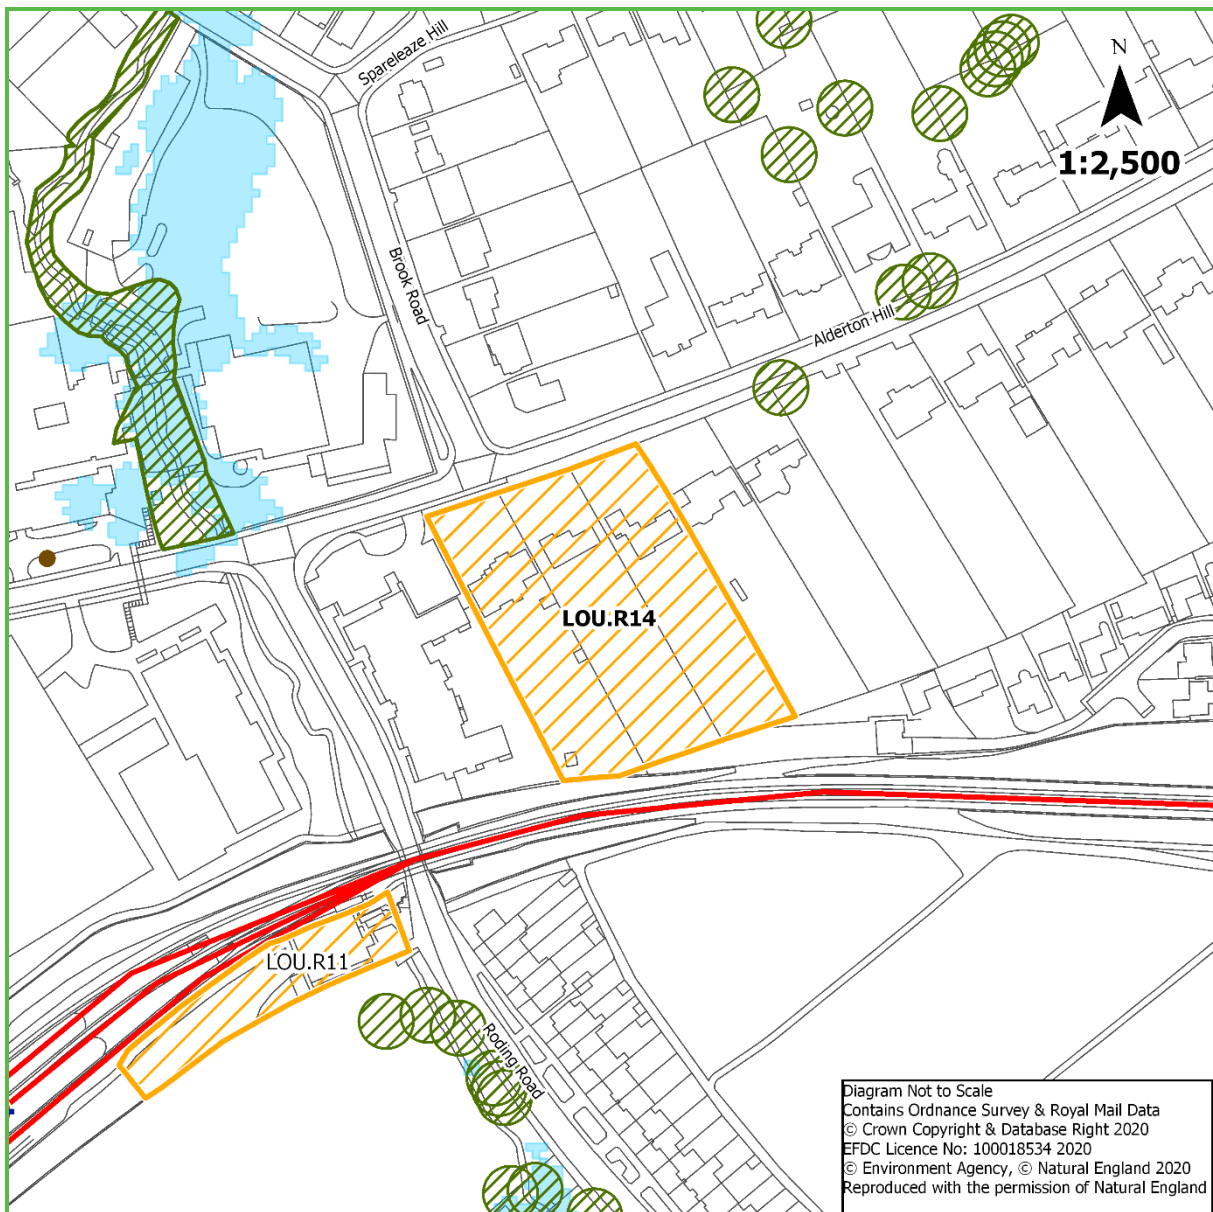 Spareleaze Hill
N
1:2,500
Brook Road
Alderton Hill
LOU.R14
LOU.R11
Roding Road
Diagram Not to Scale
Contains Ordnance Survey & Royal Mail Data
© Crown Copyright & Database Right 2020
EFDC Licence No: 100018534 2020
© Environment Agency, © Natural England 2020
Reproduced with the permission of Natural England